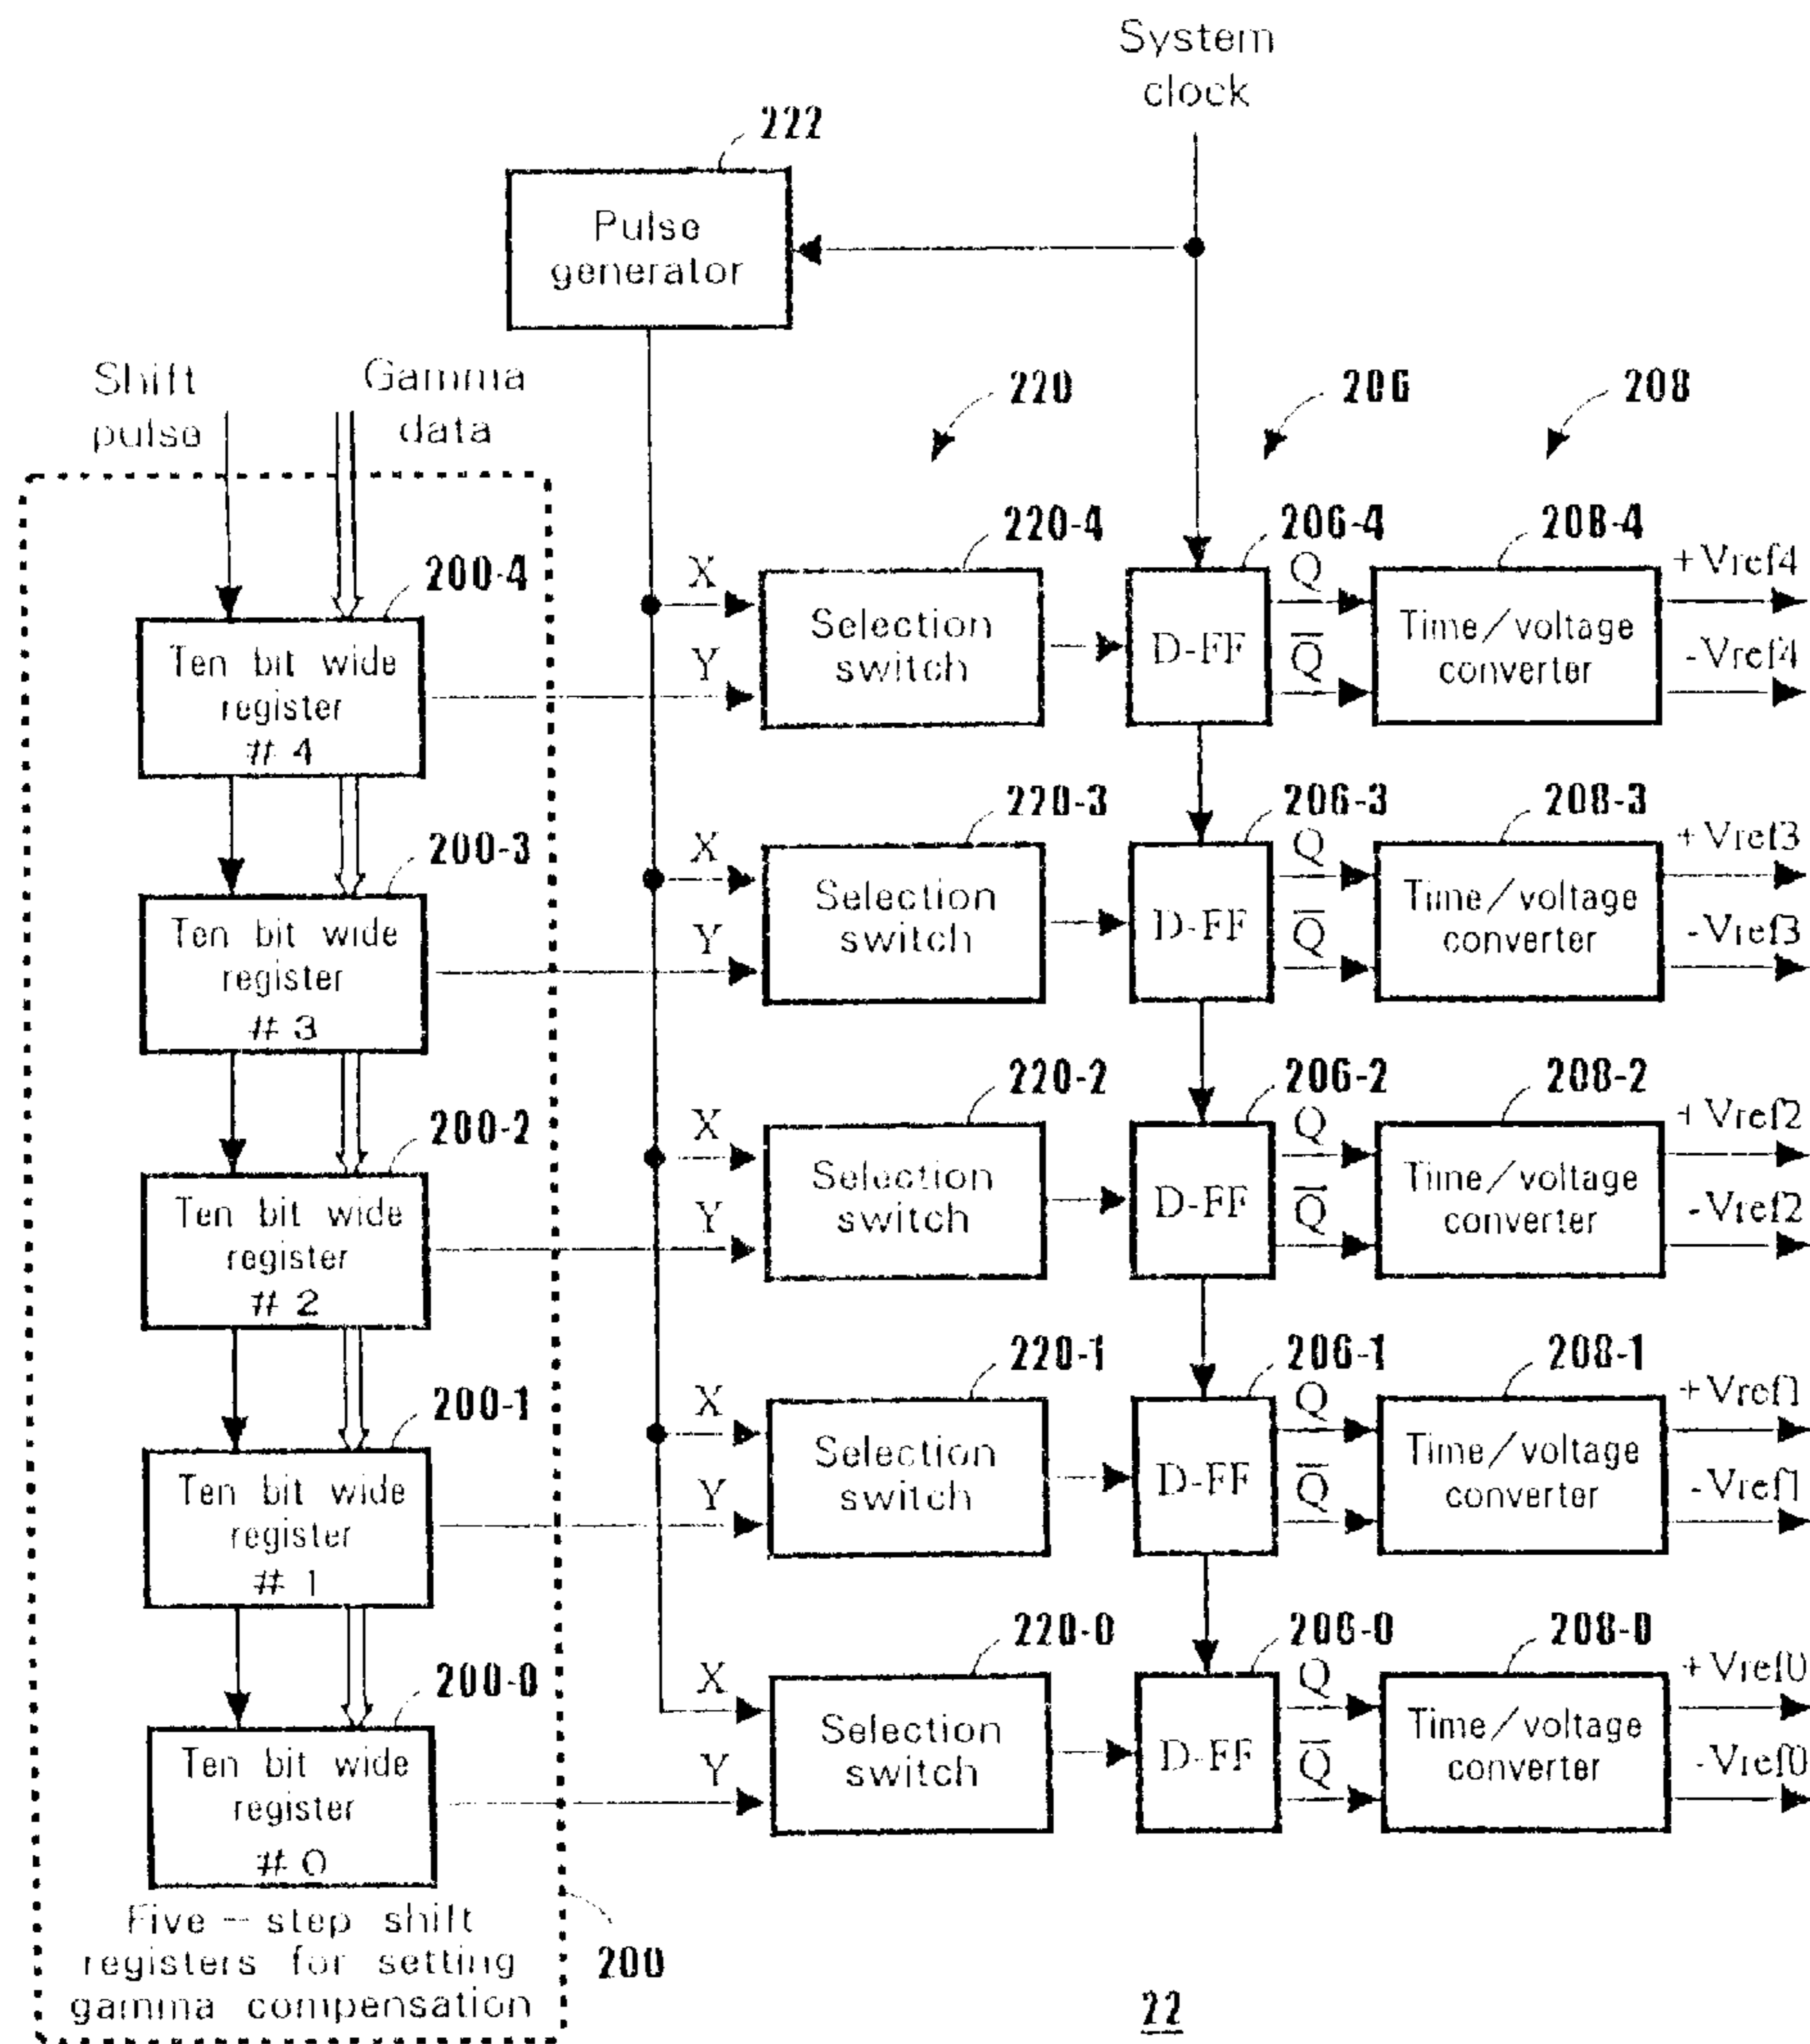 System
clock
222
Pulse
generator
Shift
pulse
Gamma
data
220
206
208
200-4
Ten bit wide
register
# 4
X
Y
220-4
Selection
switch
206-4
D-FF
Q
Q̅
208-4
Time/voltage
converter
+Vref4
-Vref4
200-3
Ten bit wide
register
# 3
X
Y
220-3
Selection
switch
206-3
D-FF
Q
Q̅
208-3
Time/voltage
converter
+Vref3
-Vref3
200-2
Ten bit wide
register
# 2
X
Y
220-2
Selection
switch
206-2
D-FF
Q
Q̅
208-2
Time/voltage
converter
+Vref2
-Vref2
200-1
Ten bit wide
register
# 1
X
Y
220-1
Selection
switch
206-1
D-FF
Q
Q̅
208-1
Time/voltage
converter
+Vref1
-Vref1
200-0
Ten bit wide
register
# 0
X
Y
220-0
Selection
switch
206-0
D-FF
Q
Q̅
208-0
Time/voltage
converter
+Vref0
-Vref0
Five-step shift
registers for setting
gamma compensation
200
22